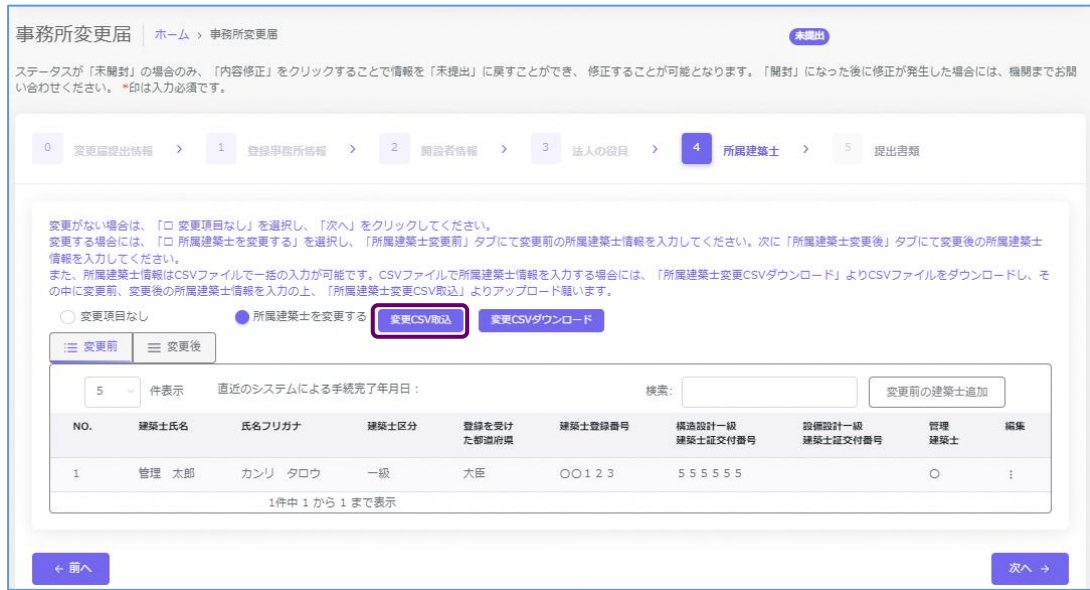 事務所変更届 ホーム › 事務所変更届 未提出
ステータスが「未開封」の場合のみ、「内容修正」をクリックすることで情報を「未提出」に戻すことができ、 修正することが可能となります。「開封」になった後に修正が発生した場合には、機関までお問
い合わせください。 *印は入力必須です。
0 変更届提出情報 › 1 登録事務所情報 › 2 開設者情報 › 3 法人の役員 › 4 所属建築士 › 5 提出書類
変更がない場合は、「□ 変更項目なし」を選択し、「次へ」をクリックしてください。
変更する場合には、「□ 所属建築士を変更する」を選択し、「所属建築士変更前」タブにて変更前の所属建築士情報を入力してください。次に「所属建築士変更後」タブにて変更後の所属建築士
情報を入力してください。
また、所属建築士情報はCSVファイルで一括の入力が可能です。CSVファイルで所属建築士情報を入力する場合には、「所属建築士変更CSVダウンロード」よりCSVファイルをダウンロードし、そ
の中に変更前、変更後の所属建築士情報を入力の上、「所属建築士変更CSV取込」よりアップロード願います。
変更項目なし 所属建築士を変更する 変更CSV取込 変更CSVダウンロード
変更前 変更後
5 件表示 直近のシステムによる手続完了年月日： 検索: 変更前の建築士追加
NO. 建築士氏名 氏名フリガナ 建築士区分 登録を受け 建築士登録番号 構造設計一級 設備設計一級 管理 編集
た都道府県 建築士証交付番号 建築士証交付番号 建築士
1 管理 太郎 カンリ タロウ 一級 大臣 〇〇１２３ ５５５５５５ 〇 ⋮
1件中 1 から 1 まで表示
← 前へ 次へ →